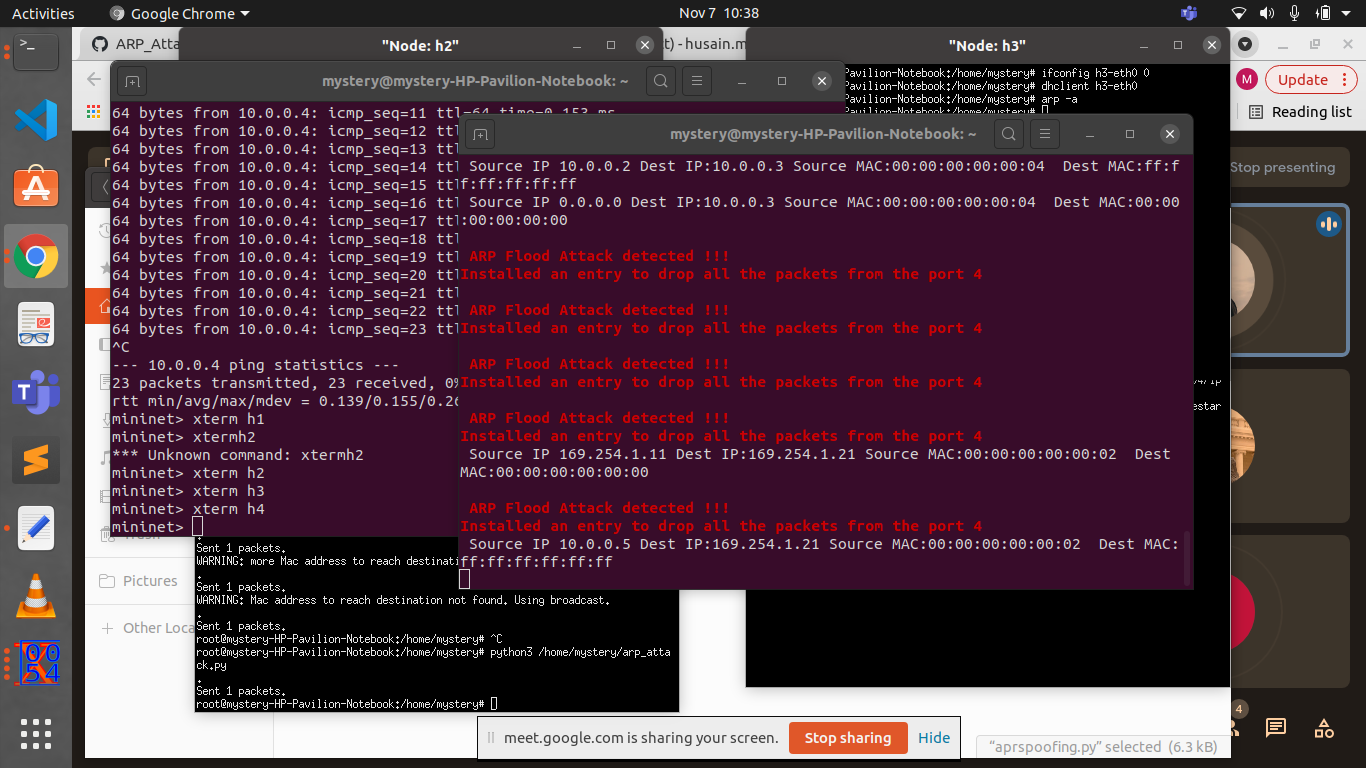 Activities
Google Chrome
Nov 7 10:38
ARP_Atta
"Node: h2"
t) - husain.m
"Node: h3"
M
Update
Reading list
Pavilion-Notebook:/home/mystery# ifconfig h3-eth0 0
Pavilion-Notebook:/home/mystery# dhclient h3-eth0
Pavilion-Notebook:/home/mystery# arp -a
Pavilion-Notebook:/home/mystery#
mystery@mystery-HP-Pavilion-Notebook: ~
64 bytes from 10.0.0.4: icmp_seq=11 ttl=64 time=0.153 ms
64 bytes from 10.0.0.4: icmp_seq=12 ttl
64 bytes from 10.0.0.4: icmp_seq=13 ttl
64 bytes from 10.0.0.4: icmp_seq=14 ttl
64 bytes from 10.0.0.4: icmp_seq=15 ttl
64 bytes from 10.0.0.4: icmp_seq=16 ttl
64 bytes from 10.0.0.4: icmp_seq=17 ttl
64 bytes from 10.0.0.4: icmp_seq=18 ttl
64 bytes from 10.0.0.4: icmp_seq=19 ttl
64 bytes from 10.0.0.4: icmp_seq=20 ttl
64 bytes from 10.0.0.4: icmp_seq=21 ttl
64 bytes from 10.0.0.4: icmp_seq=22 ttl
64 bytes from 10.0.0.4: icmp_seq=23 ttl
^C
--- 10.0.0.4 ping statistics ---
23 packets transmitted, 23 received, 0%
rtt min/avg/max/mdev = 0.139/0.155/0.26
mininet> xterm h1
mininet> xtermh2
*** Unknown command: xtermh2
mininet> xterm h2
mininet> xterm h3
mininet> xterm h4
mininet>
mystery@mystery-HP-Pavilion-Notebook: ~
Source IP 10.0.0.2 Dest IP:10.0.0.3 Source MAC:00:00:00:00:00:04 Dest MAC:ff:f
f:ff:ff:ff:ff
Source IP 0.0.0.0 Dest IP:10.0.0.3 Source MAC:00:00:00:00:00:04 Dest MAC:00:00
:00:00:00:00
ARP Flood Attack detected !!!
Installed an entry to drop all the packets from the port 4
ARP Flood Attack detected !!!
Installed an entry to drop all the packets from the port 4
ARP Flood Attack detected !!!
Installed an entry to drop all the packets from the port 4
ARP Flood Attack detected !!!
Installed an entry to drop all the packets from the port 4
Source IP 169.254.1.11 Dest IP:169.254.1.21 Source MAC:00:00:00:00:00:02 Dest
MAC:00:00:00:00:00:00
ARP Flood Attack detected !!!
Installed an entry to drop all the packets from the port 4
Source IP 10.0.0.5 Dest IP:169.254.1.21 Source MAC:00:00:00:00:00:02 Dest MAC:
ff:ff:ff:ff:ff:ff
Stop presenting
estar
Trash
Pictures
Other Loca
Sent 1 packets.
WARNING: more Mac address to reach destinati
.
Sent 1 packets.
WARNING: Mac address to reach destination not found. Using broadcast.
.
Sent 1 packets.
root@mystery-HP-Pavilion-Notebook:/home/mystery# ^C
root@mystery-HP-Pavilion-Notebook:/home/mystery# python3 /home/mystery/arp_atta
ck.py
.
Sent 1 packets.
root@mystery-HP-Pavilion-Notebook:/home/mystery#
00
54
meet.google.com is sharing your screen.
Stop sharing
Hide
4
"aprspoofing.py" selected (6.3 kB)